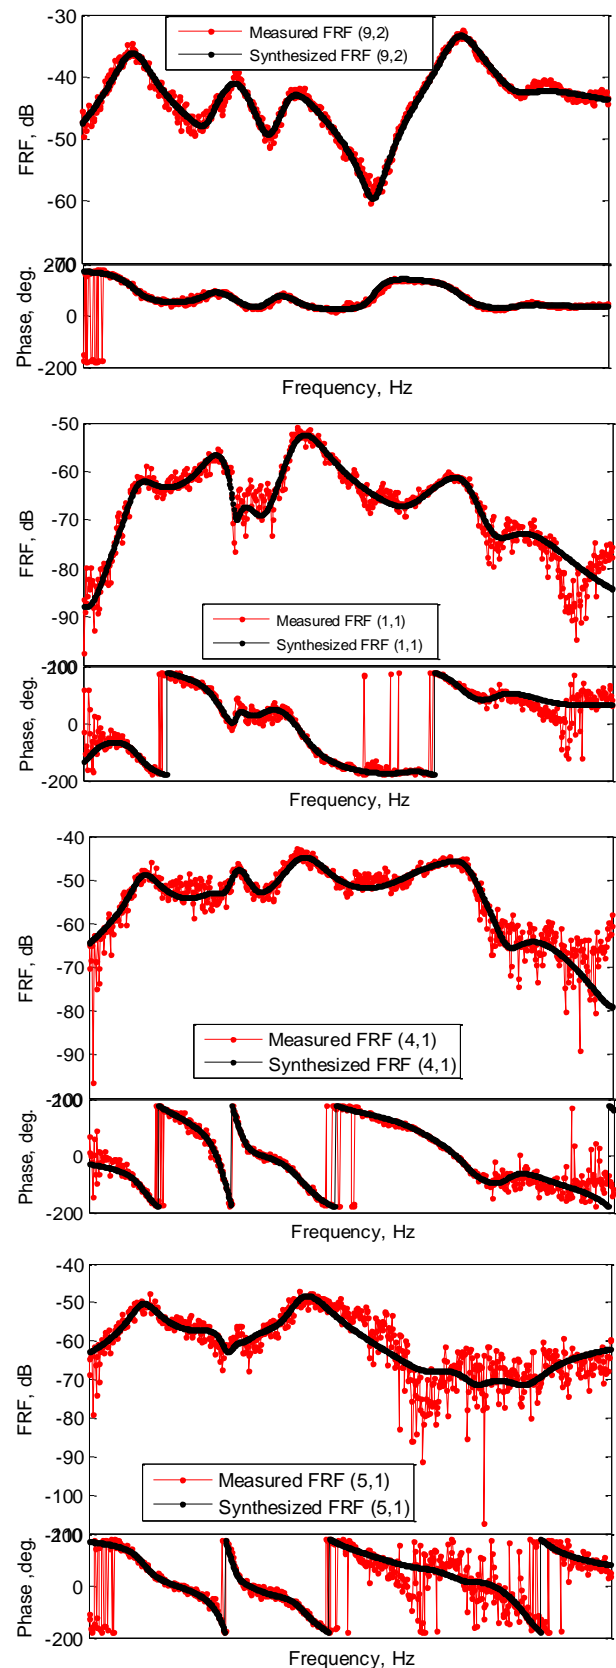 -30
Measured FRF (9,2)
Synthesized FRF (9,2)
-40
-50
-60
FRF, dB
200
0
-200
Phase, deg.
Frequency, Hz
-50
-60
-70
-80
-90
FRF, dB
Measured FRF (1,1)
Synthesized FRF (1,1)
0
-200
Phase, deg.
Frequency, Hz
-40
-50
-60
-70
-80
-90
FRF, dB
Measured FRF (4,1)
Synthesized FRF (4,1)
0
-200
Phase, deg.
Frequency, Hz
-40
-50
-60
-70
-80
-90
-100
FRF, dB
Measured FRF (5,1)
Synthesized FRF (5,1)
0
-200
Phase ,deg.
Frequency, Hz